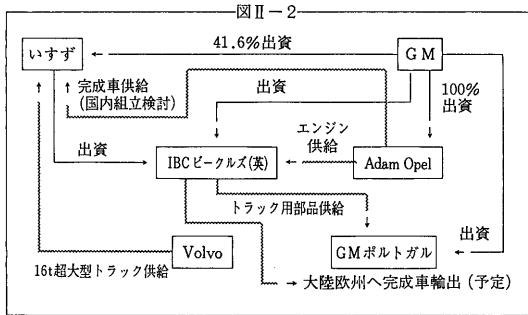 図Ⅱ－2
いすゞ
41.6％出資
GM
完成車供給
(国内組立検討)
出資
100％
出資
エンジン
供給
出資
IBCビークルズ(英)
Adam Opel
トラック用部品供給
Volvo
GMポルトガル
出資
16t超大型トラック供給
大陸欧州へ完成車輸出（予定）